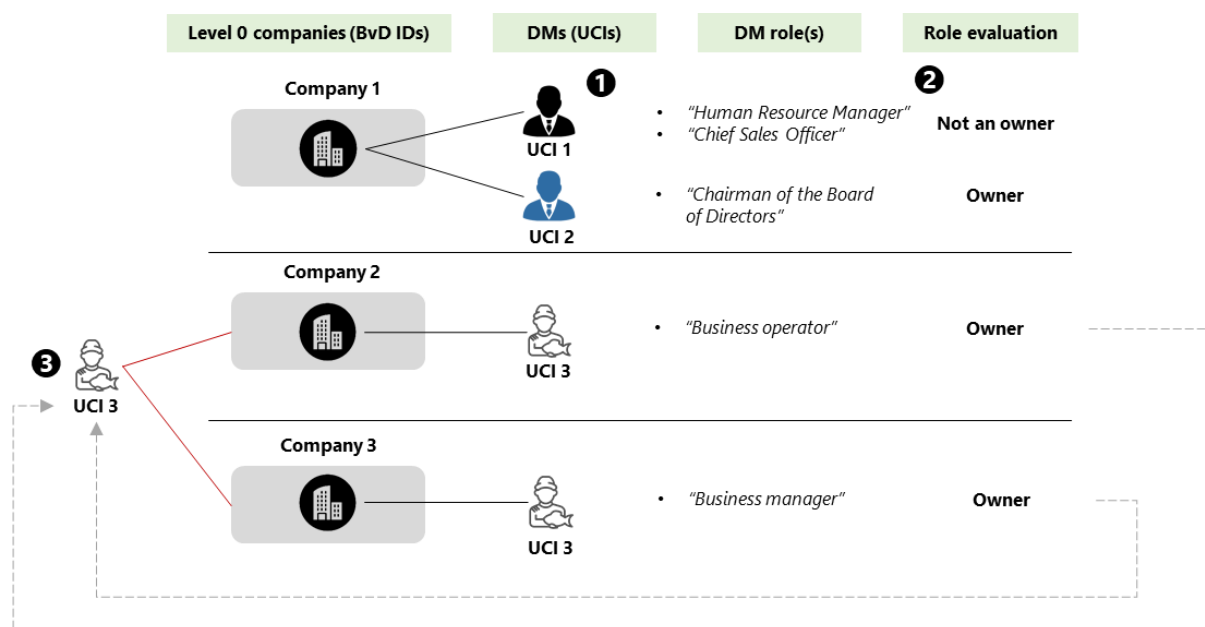 Level 0 companies (BvD IDs)
DMs (UCIs)
DM role(s)
Role evaluation
Company 1
1
2
UCI 1
• “Human Resource Manager”
• “Chief Sales Officer”
Not an owner
UCI 2
• “Chairman of the Board
of Directors”
Owner
Company 2
UCI 3
• “Business operator”
Owner
3
UCI 3
Company 3
UCI 3
• “Business manager”
Owner